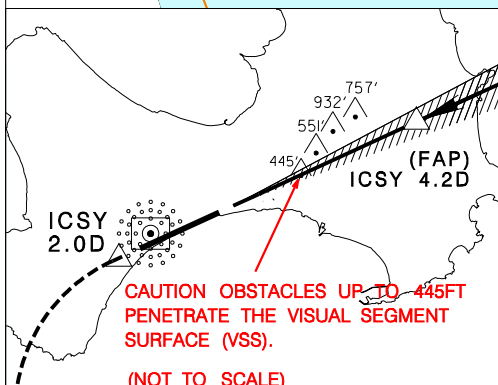 757'
932'
551'
445'
(FAP)
ICSY 4.2D
ICSY
2.0D
CAUTION OBSTACLES UP TO 445FT
PENETRATE THE VISUAL SEGMENT
SURFACE (VSS).
(NOT TO SCALE)